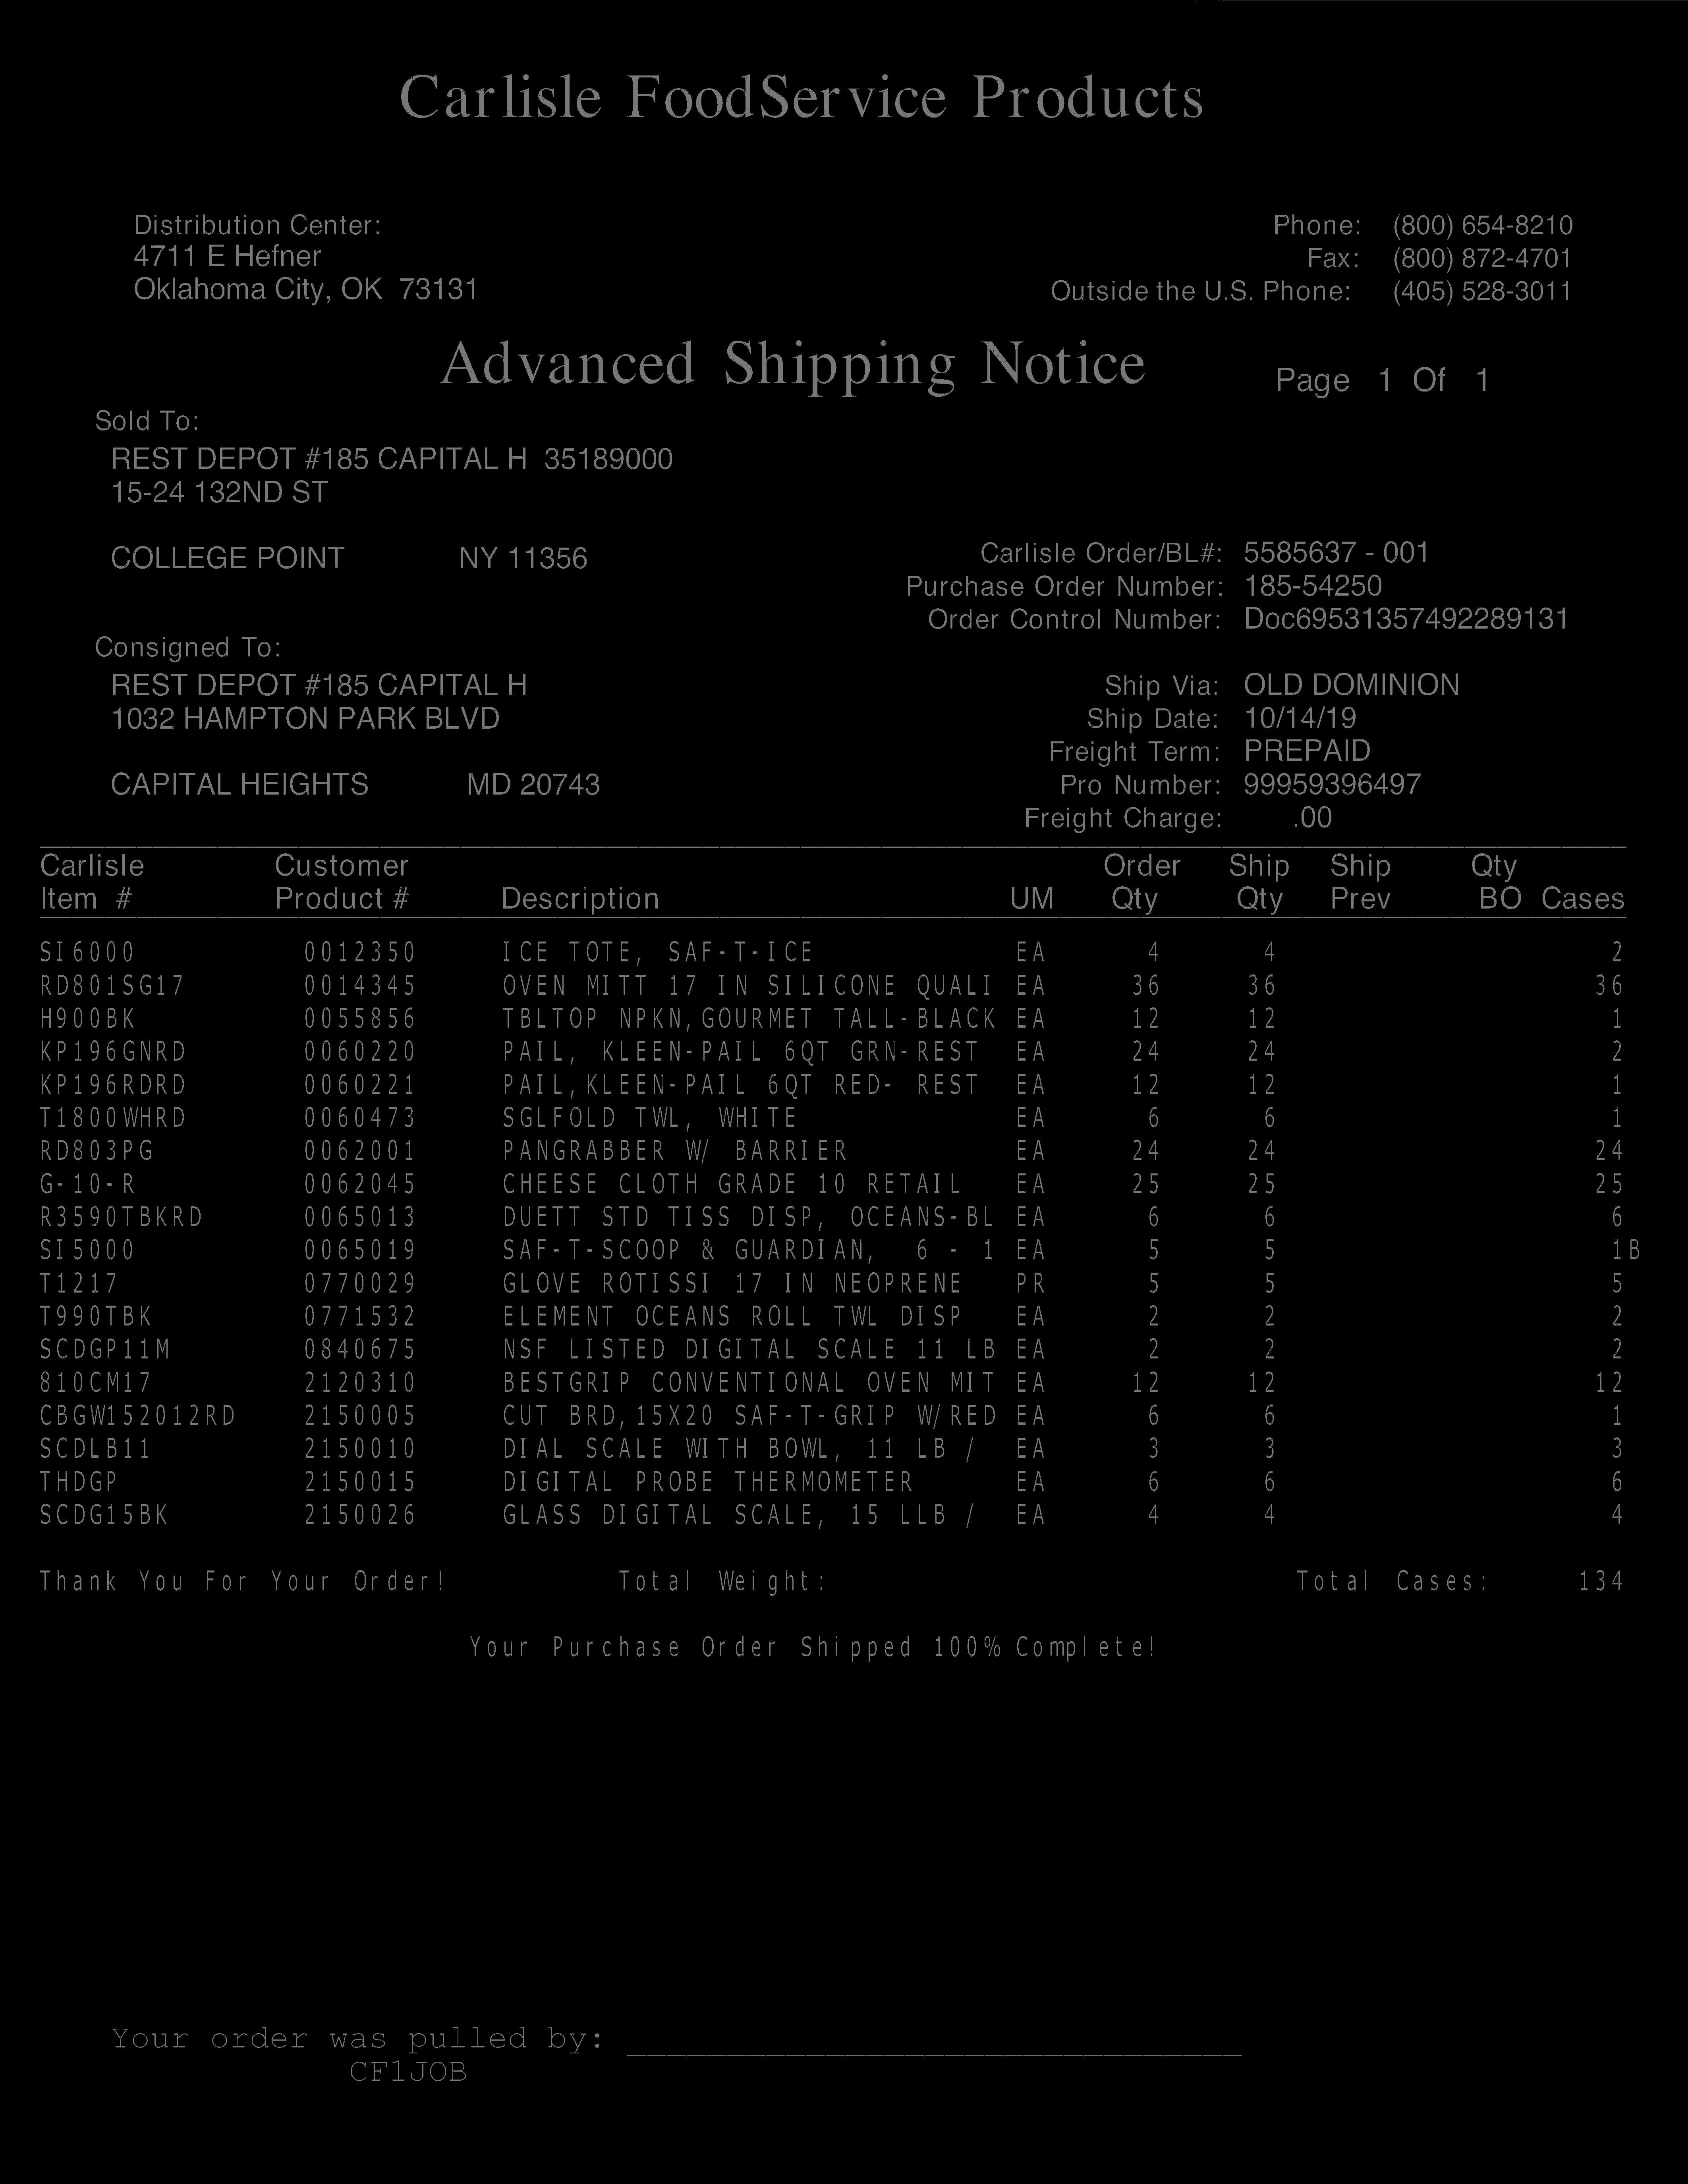 Carlisle FoodService Products
Distribution Center:
4711 E Hefner
Oklahoma City, OK 73131
Phone: (800) 654-8210
Fax: (800) 872-4701
Outside the U.S. Phone: (405) 528-3011
Advanced Shipping Notice
Page 1 Of 1
Sold To:
REST DEPOT #185 CAPITAL H 35189000
15-24 132ND ST
COLLEGE POINT NY 11356
Carlisle Order/BL#: 5585637 - 001
Purchase Order Number: 185-54250
Order Control Number: Doc69531357492289131
Consigned To:
REST DEPOT #185 CAPITAL H
1032 HAMPTON PARK BLVD
CAPITAL HEIGHTS MD 20743
Ship Via: OLD DOMINION
Ship Date: 10/14/19
Freight Term: PREPAID
Pro Number: 99959396497
Freight Charge: .00
Carlisle Customer Order Ship Ship Qty
Item # Product # Description UM Qty Qty Prev BO Cases
SI6000 0012350 ICE TOTE, SAF-T-ICE EA 4 4 2
RD801SG17 0014345 OVEN MITT 17 IN SILICONE QUALI EA 36 36 36
H900BK 0055856 TBLTOP NPKN,GOURMET TALL-BLACK EA 12 12 1
KP196GNRD 0060220 PAIL, KLEEN-PAIL 6QT GRN-REST EA 24 24 2
KP196RDRD 0060221 PAIL,KLEEN-PAIL 6QT RED- REST EA 12 12 1
T1800WHRD 0060473 SGLFOLD TWL, WHITE EA 6 6 1
RD803PG 0062001 PANGRABBER W/ BARRIER EA 24 24 24
G-10-R 0062045 CHEESE CLOTH GRADE 10 RETAIL EA 25 25 25
R3590TBKRD 0065013 DUETT STD TISS DISP, OCEANS-BL EA 6 6 6
SI5000 0065019 SAF-T-SCOOP & GUARDIAN, 6 - 1 EA 5 5 1B
T1217 0770029 GLOVE ROTISSI 17 IN NEOPRENE PR 5 5 5
T990TBK 0771532 ELEMENT OCEANS ROLL TWL DISP EA 2 2 2
SCDGP11M 0840675 NSF LISTED DIGITAL SCALE 11 LB EA 2 2 2
810CM17 2120310 BESTGRIP CONVENTIONAL OVEN MIT EA 12 12 12
CBGW152012RD 2150005 CUT BRD,15X20 SAF-T-GRIP W/RED EA 6 6 1
SCDLB11 2150010 DIAL SCALE WITH BOWL, 11 LB / EA 3 3 3
THDGP 2150015 DIGITAL PROBE THERMOMETER EA 6 6 6
SCDG15BK 2150026 GLASS DIGITAL SCALE, 15 LLB / EA 4 4 4
Thank You For Your Order! Total Weight: Total Cases: 134
Your Purchase Order Shipped 100% Complete!
Your order was pulled by:
CF1JOB